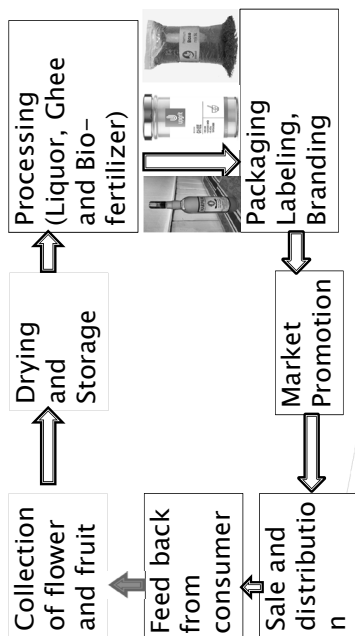 Collection
of flower
and fruit
Drying
and
Storage
Processing
(Liquor, Ghee
and Bio-
fertilizer)
Packaging
Labeling,
Branding
Market
Promotion
Sale and
distributio
n
Feed back
from
consumer